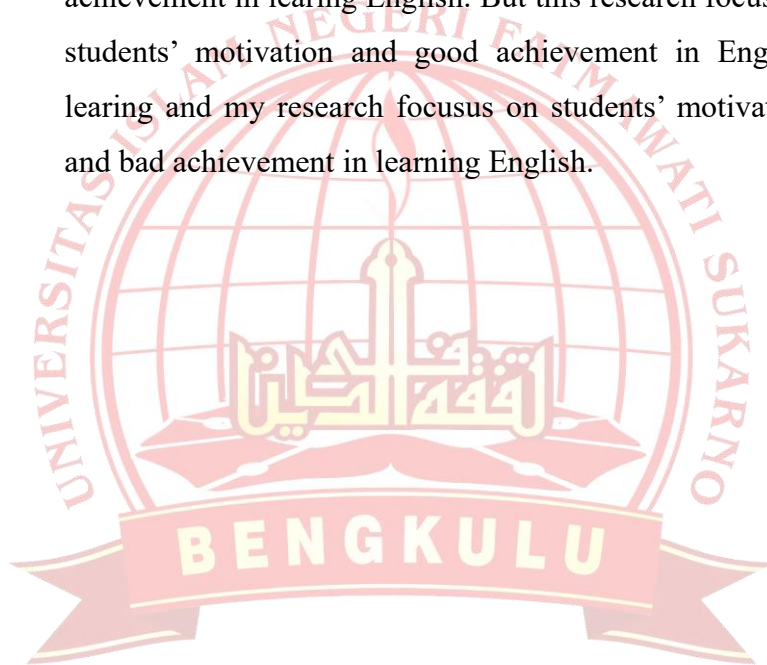 achievement in learing English. But this research focus
students’ motivation and good achievement in Eng
learing and my research focusus on students’ motivat
and bad achievement in learning English.
UNIVERSITAS ISLAM NEGERI FATMAWATI SUKARNO
BENGKULU